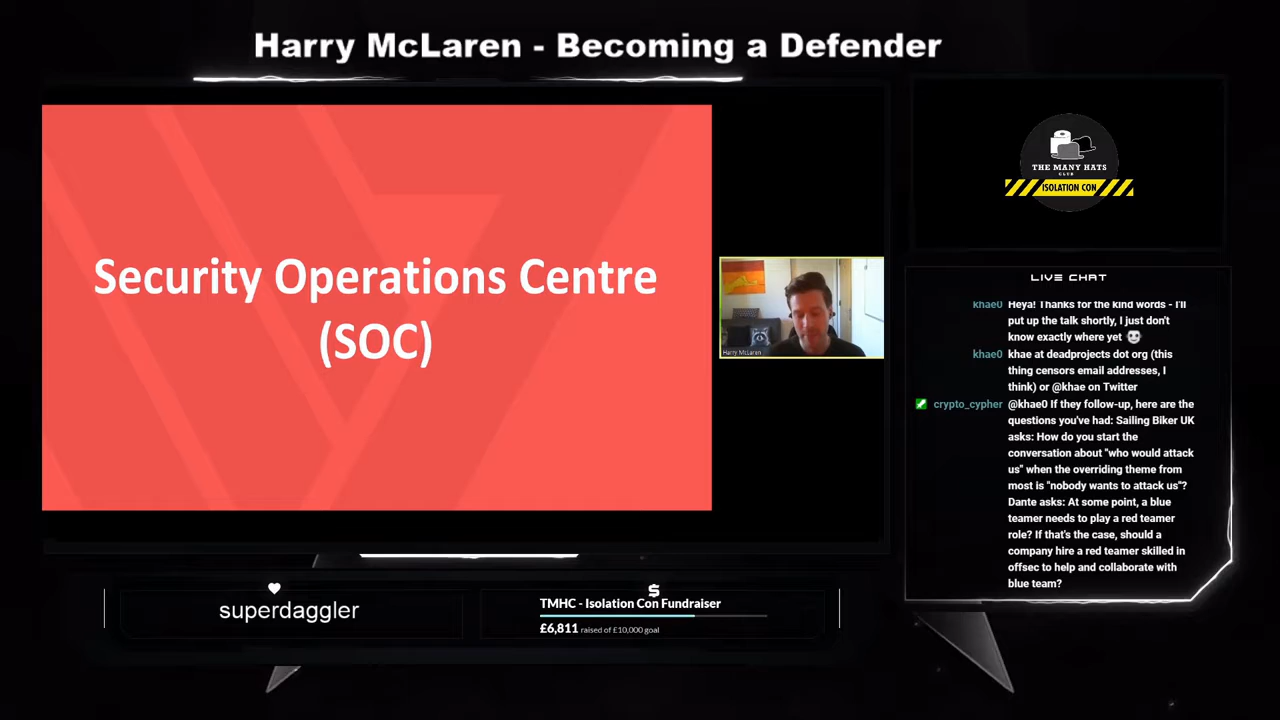 Harry McLaren - Becoming a Defender
Security Operations Centre
(SOC)
Harry McLaren
THE MANY HATS
CLUB
ISOLATION CON
LIVE CHAT
khae0 Heya! Thanks for the kind words - I'll
put up the talk shortly, I just don't
know exactly where yet
khae0 khae at deadprojects dot org (this
thing censors email addresses, I
think) or @khae on Twitter
crypto_cypher @khae0 If they follow-up, here are the
questions you've had: Sailing Biker UK
asks: How do you start the
conversation about "who would attack
us" when the overriding theme from
most is "nobody wants to attack us"?
Dante asks: At some point, a blue
teamer needs to play a red teamer
role? If that's the case, should a
company hire a red teamer skilled in
offsec to help and collaborate with
blue team?
superdaggler
$
TMHC - Isolation Con Fundraiser
£6,811 raised of £10,000 goal